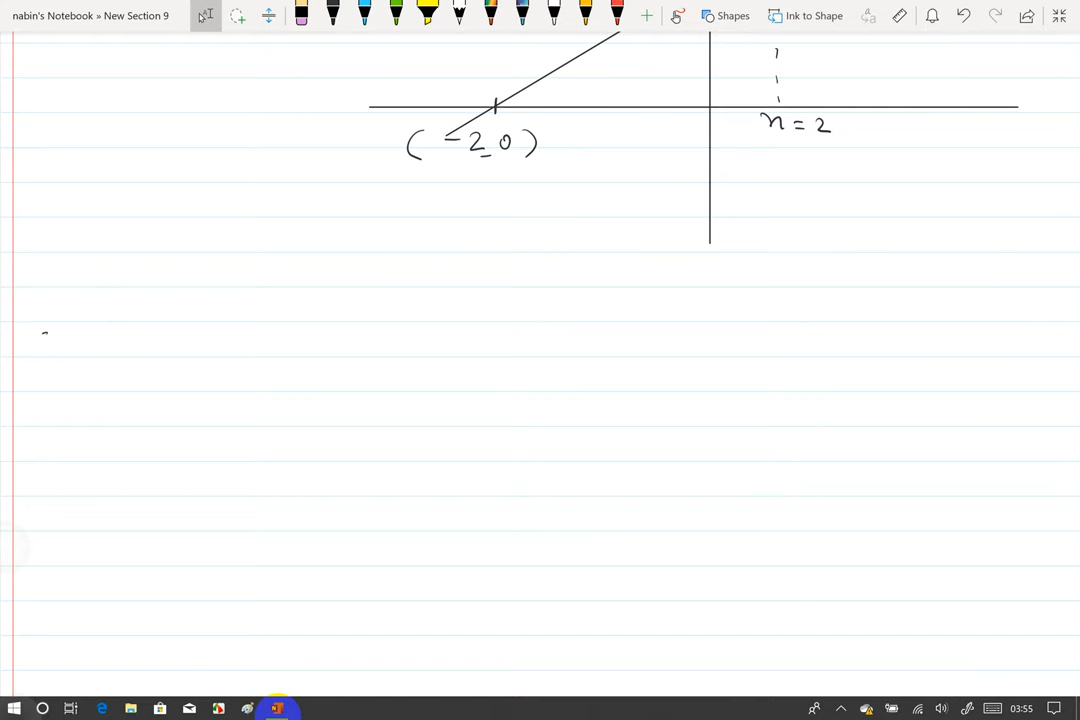 nabin's Notebook » New Section 9
Shapes
Ink to Shape
x = 2
( -2, 0 )
03:55